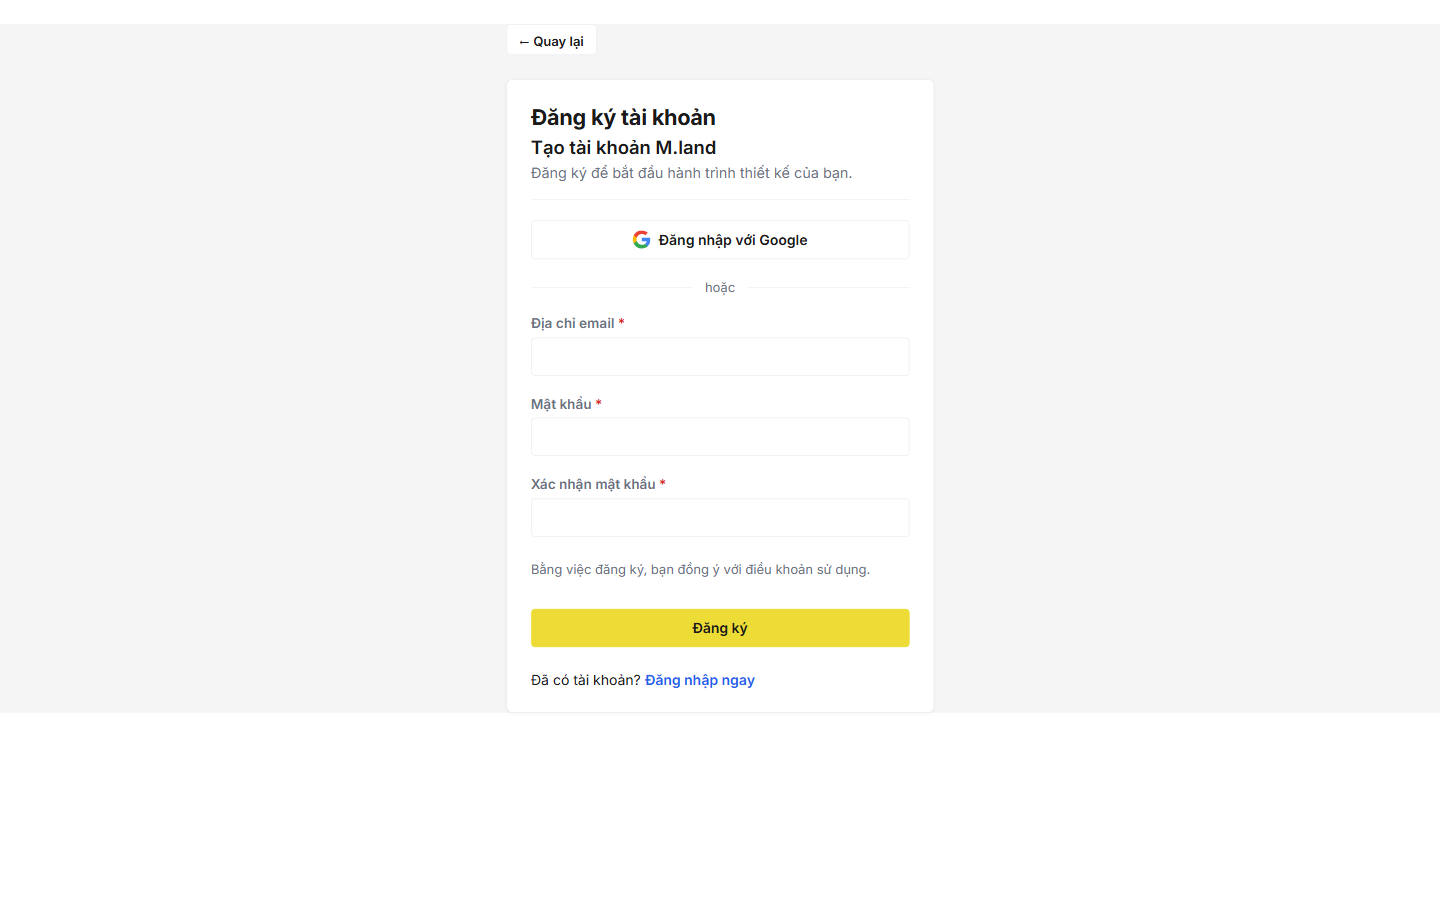 ← Quay lại
Đăng ký tài khoản
Tạo tài khoản M.land
Đăng ký để bắt đầu hành trình thiết kế của bạn.
Đăng nhập với Google
hoặc
Địa chỉ email *
Mật khẩu *
Xác nhận mật khẩu *
Bằng việc đăng ký, bạn đồng ý với điều khoản sử dụng.
Đăng ký
Đã có tài khoản? Đăng nhập ngay